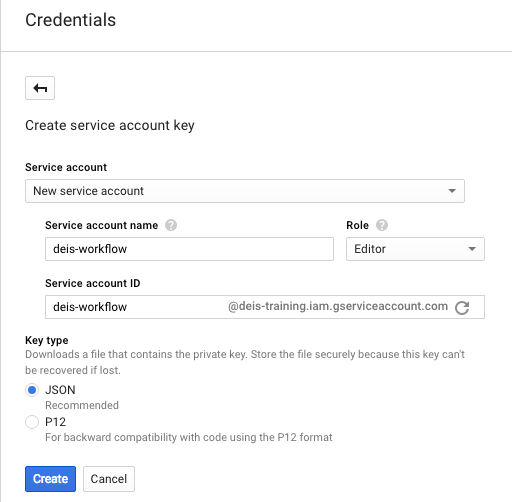 Credentials
Create service account key
Service account
New service account
Service account name ? Role ?
deis-workflow Editor
Service account ID
deis-workflow @deis-training.iam.gserviceaccount.com
Key type
Downloads a file that contains the private key. Store the file securely because this key can't
be recovered if lost.
JSON
Recommended
P12
For backward compatibility with code using the P12 format
Create Cancel